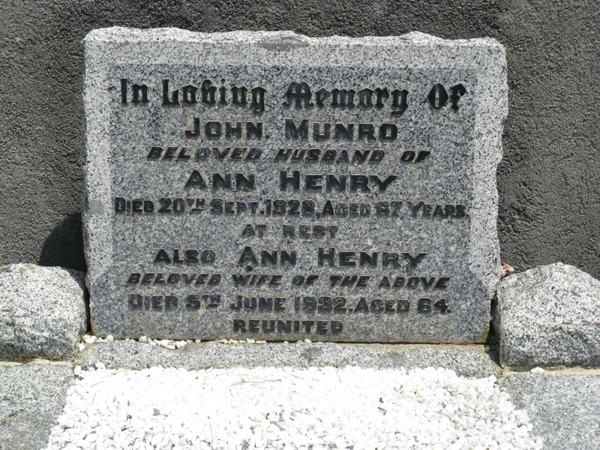 In Loving Memory Of
JOHN MUNRO
BELOVED HUSBAND OF
ANN HENRY
DIED 20TH SEPT. 1928, AGED 67 YEARS.
AT REST
ALSO ANN HENRY
BELOVED WIFE OF THE ABOVE
DIED 5TH JUNE 1932, AGED 64.
REUNITED